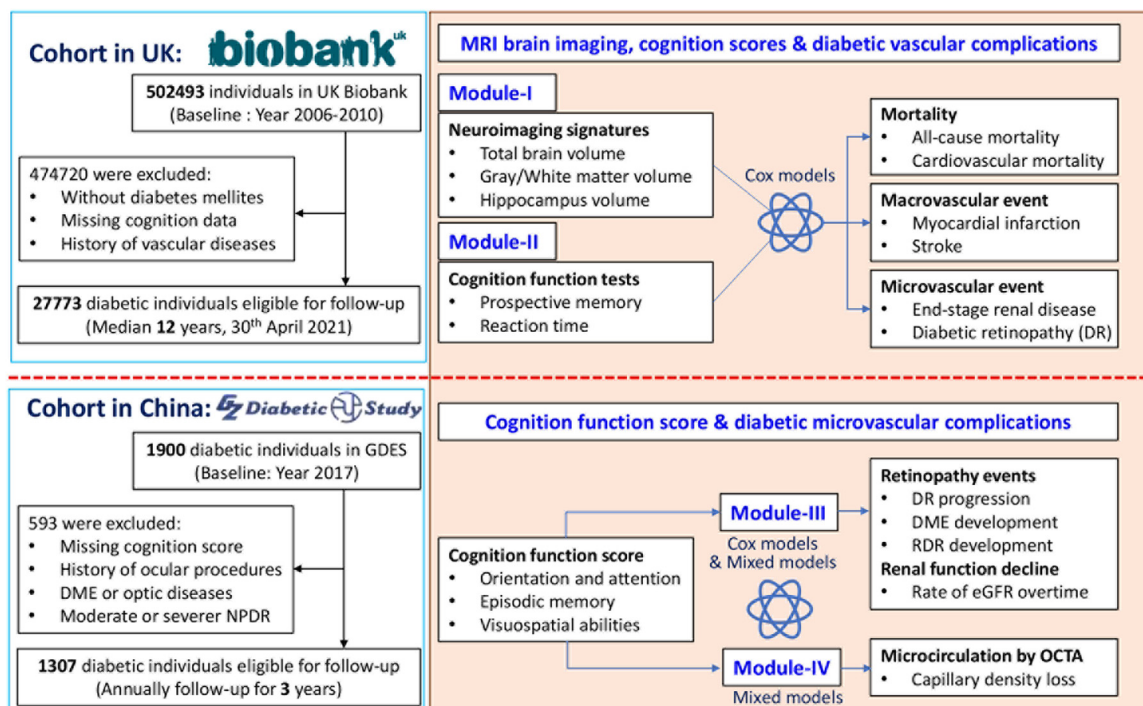 Cohort in UK: biobank uk
502493 individuals in UK Biobank
(Baseline : Year 2006-2010)
474720 were excluded:
• Without diabetes mellites
• Missing cognition data
• History of vascular diseases
27773 diabetic individuals eligible for follow-up
(Median 12 years, 30th April 2021)
MRI brain imaging, cognition scores & diabetic vascular complications
Module-I
Neuroimaging signatures
• Total brain volume
• Gray/White matter volume
• Hippocampus volume
Module-II
Cognition function tests
• Prospective memory
• Reaction time
Cox models
Mortality
• All-cause mortality
• Cardiovascular mortality
Macrovascular event
• Myocardial infarction
• Stroke
Microvascular event
• End-stage renal disease
• Diabetic retinopathy (DR)
Cohort in China: GZ Diabetic Study
1900 diabetic individuals in GDES
(Baseline: Year 2017)
593 were excluded:
• Missing cognition score
• History of ocular procedures
• DME or optic diseases
• Moderate or severer NPDR
1307 diabetic individuals eligible for follow-up
(Annually follow-up for 3 years)
Cognition function score & diabetic microvascular complications
Cognition function score
• Orientation and attention
• Episodic memory
• Visuospatial abilities
Module-III
Cox models
& Mixed models
Module-IV
Mixed models
Retinopathy events
• DR progression
• DME development
• RDR development
Renal function decline
• Rate of eGFR overtime
Microcirculation by OCTA
• Capillary density loss